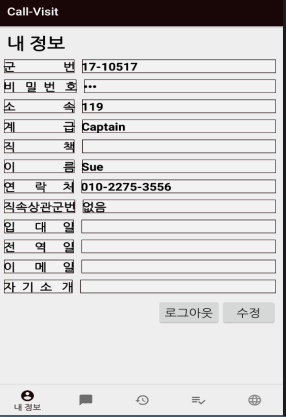 Call-Visit
내 정보
군 번 17-10517
비 밀 번 호 •••
소 속 119
계 급 Captain
직 책
이 름 Sue
연 락 처 010-2275-3556
직속상관군번 없음
입 대 일
전 역 일
이 메 일
자 기 소 개
로그아웃 수정
내 정보